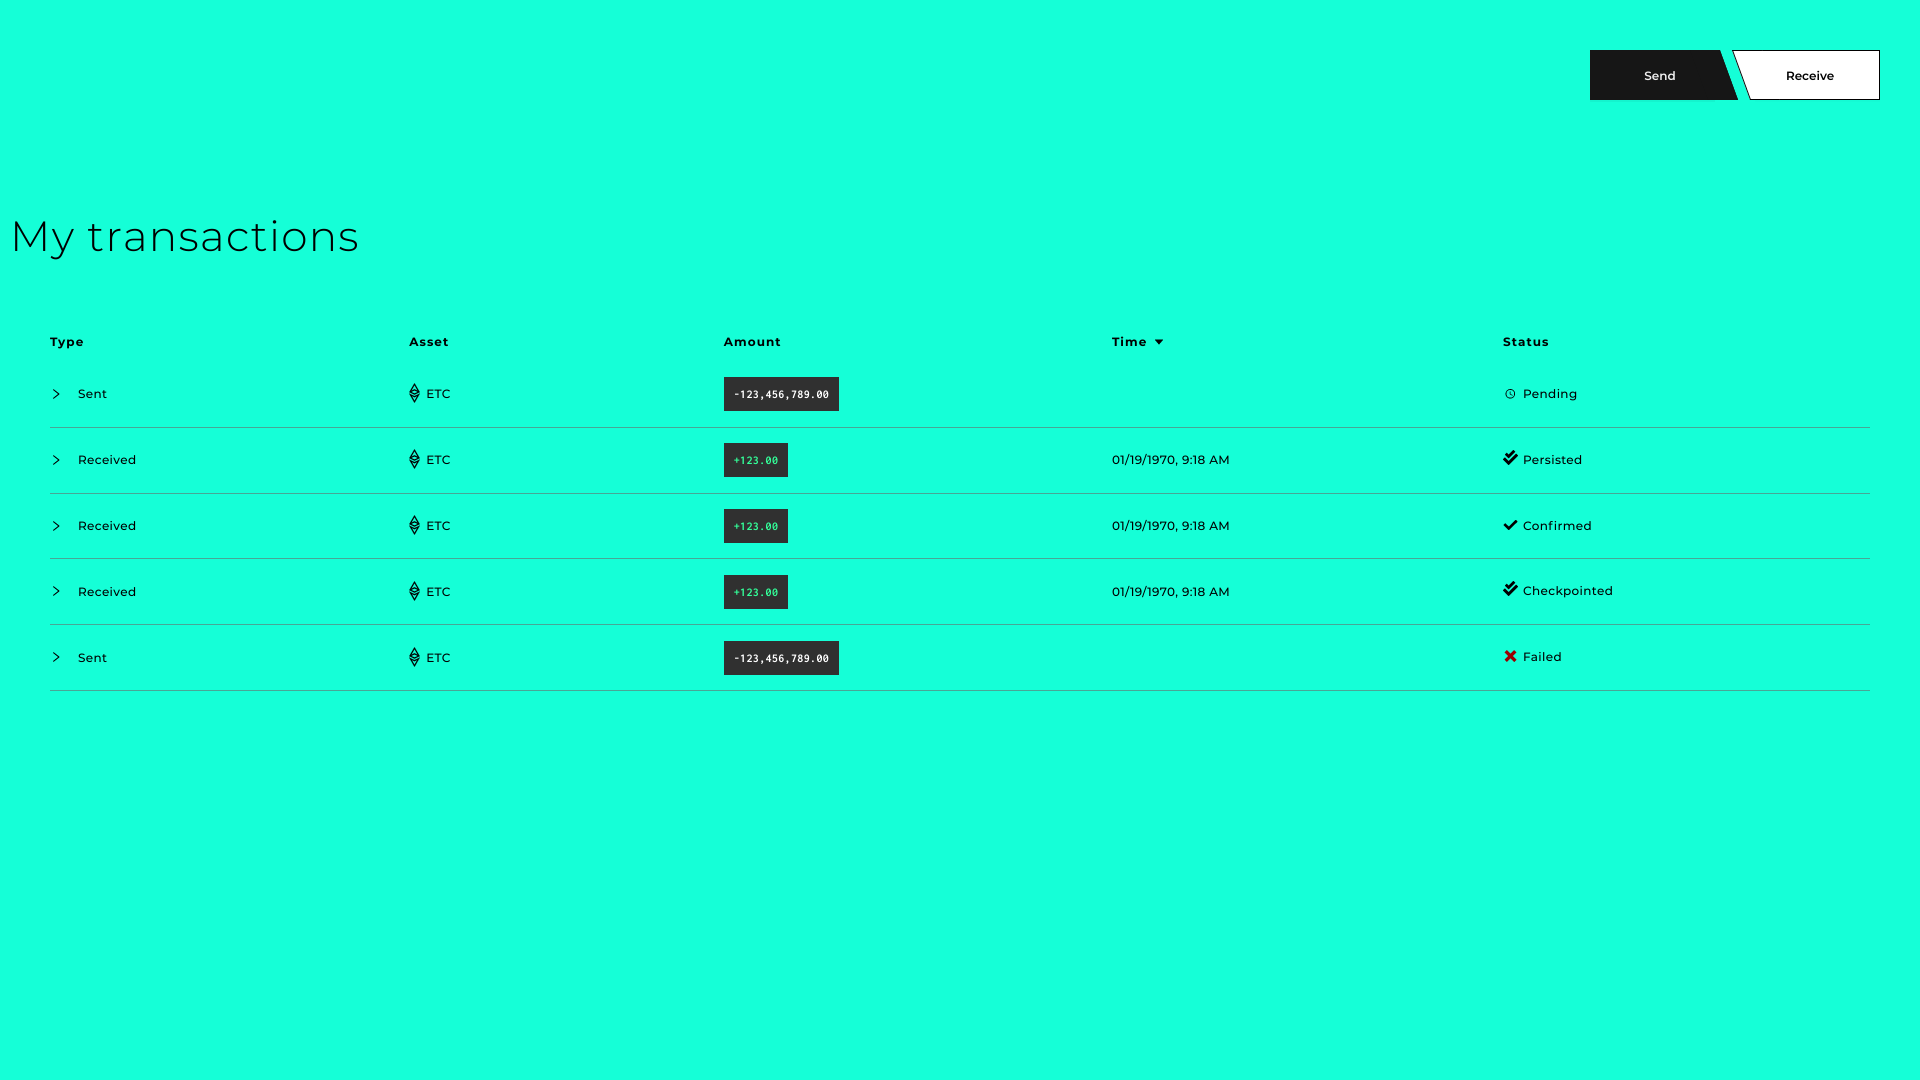 Send Receive
My transactions
Type Asset Amount Time Status
Sent ETC -123,456,789.00 Pending
Received ETC +123.00 01/19/1970, 9:18 AM Persisted
Received ETC +123.00 01/19/1970, 9:18 AM Confirmed
Received ETC +123.00 01/19/1970, 9:18 AM Checkpointed
Sent ETC -123,456,789.00 Failed